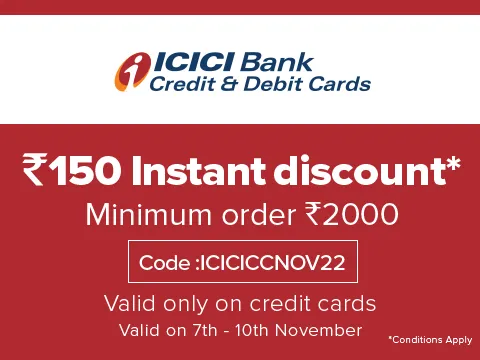 ICICI Bank
Credit & Debit Cards
₹150 Instant discount*
Minimum order ₹2000
Code :ICICICCNOV22
Valid only on credit cards
Valid on 7th - 10th November
*Conditions Apply